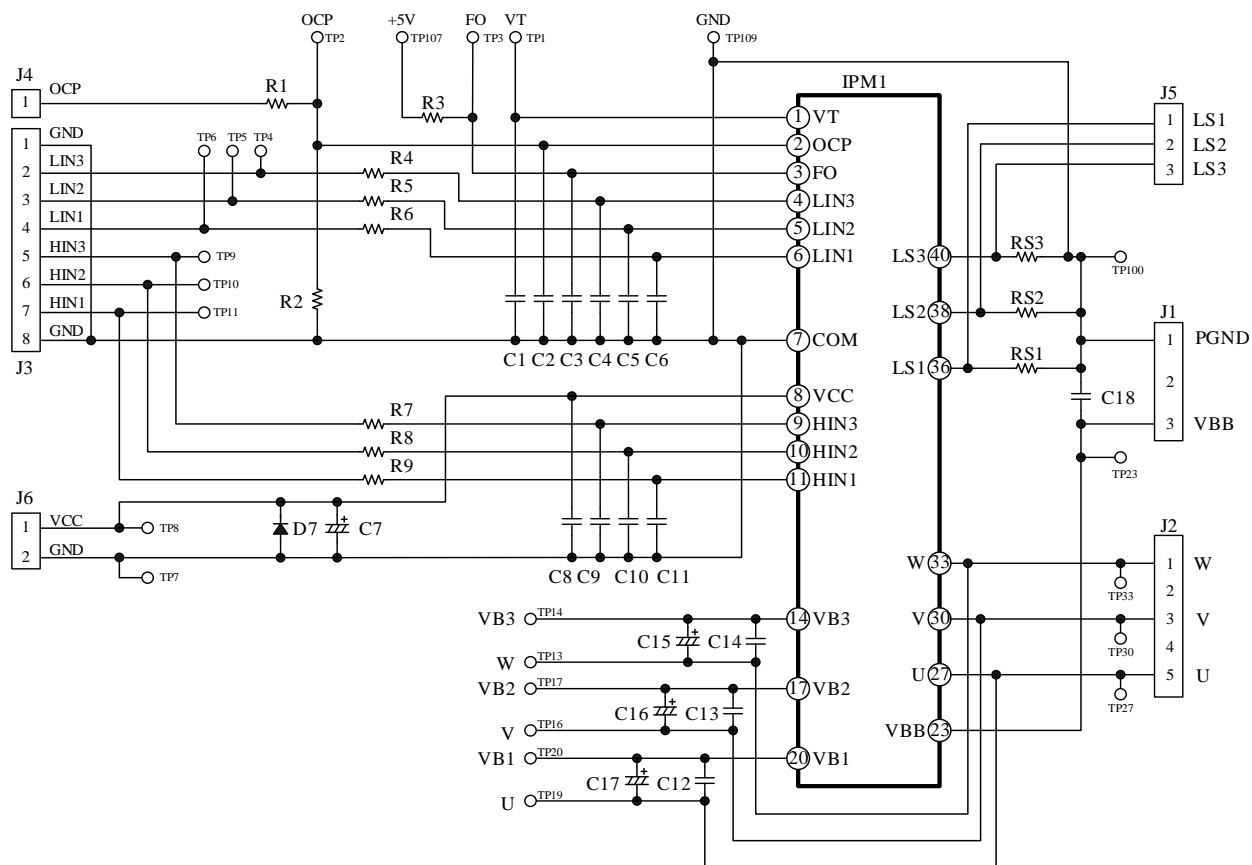 OCP +5V FO VT GND
TP2 TP107 TP3 TP1 TP109
J4 OCP R1 R3 IPM1 J5
1
1 LS1
2 LS2
3 LS3
J3
1 GND
2 LIN3
3 LIN2
4 LIN1
5 HIN3
6 HIN2
7 HIN1
8 GND
TP6 TP5 TP4
R4
R5
R6
TP9
TP10
TP11
R2
C1 C2 C3 C4 C5 C6
1 VT
2 OCP
3 FO
4 LIN3
5 LIN2
6 LIN1
7 COM
8 VCC
9 HIN3
10 HIN2
11 HIN1
14 VB3
17 VB2
20 VB1
LS3 40 RS3 TP100
LS2 38 RS2
LS1 36 RS1
J1
1 PGND
2
3 VBB
C18
TP23
R7
R8
R9
J6
1 VCC TP8
2 GND
TP7
D7 C7
C8 C9 C10 C11
W 33
V 30
U 27
VBB 23
J2
1 W
2
3 V
4
5 U
TP33
TP30
TP27
VB3 TP14 C15 C14
W TP13
VB2 TP17 C16 C13
V TP16
VB1 TP20 C17 C12
U TP19